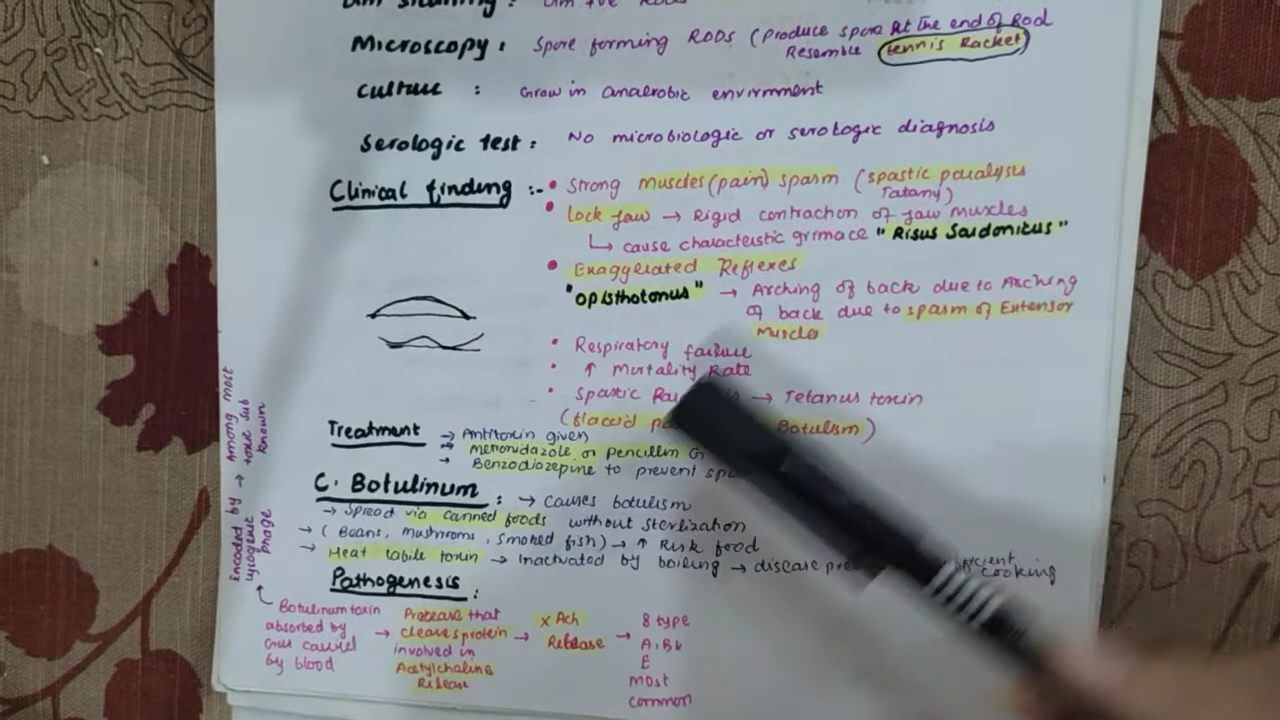 Microscopy : Spore forming RODs (Produce spore At the end of Rod
Resemble tennis Racket)
Culture : Grow in anaerobic envirnment
Serologic test : No microbiologic or serologic diagnosis
Clinical finding :- • Strong muscles (pain) spasm (spastic paralysis
Tatany)
• Lock Jaw → Rigid contraction of Jaw Muscles
↳ cause characteristic grimace "Risus Sardonicus"
• Exaggerated Reflexes
"Opisthotonus" → Arching of back due to Arching
of back due to spasm of Extensor
Muscles
• Respiratory failure
• ↑ Mortality Rate
• Spastic → Tetanus toxin
(flaccid Botulism)
Treatment → Antitoxin given
→ Metronidazole or Pencillin G
→ Benzodiazepine to prevent
C. Botulinum : → causes botulism
→ Spread via canned foods without sterlization
→ (Beans, mushrooms, smoked fish) → ↑ Risk food
→ Heat labile toxin → Inactivated by boiling → disease cooking
Pathogenesis :
Botulinum toxin absorbed by Gut carried by blood → Protease that cleaves protein involved in Acetylcholine Release → x Ach Release → 8 type A, B & E most common
Encoded by lysogenic phage → Among most toxic sub known